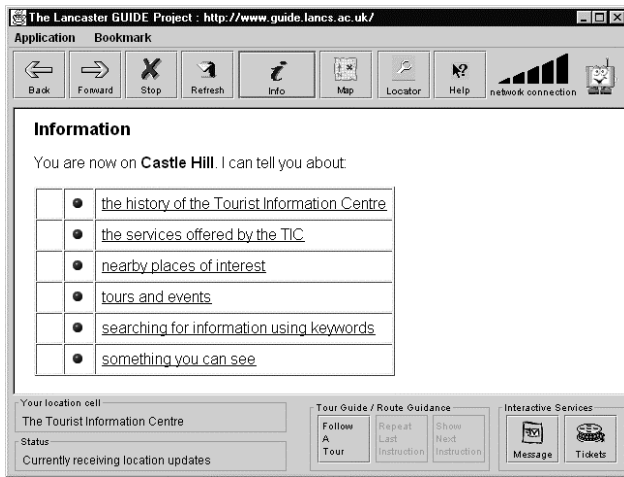 The Lancaster GUIDE Project : http://www.guide.lancs.ac.uk/
Application Bookmark
Back Forward Stop Refresh Info Map Locator Help network connection
Information
You are now on Castle Hill. I can tell you about:
the history of the Tourist Information Centre
the services offered by the TIC
nearby places of interest
tours and events
searching for information using keywords
something you can see
Your location cell
The Tourist Information Centre
Status
Currently receiving location updates
Tour Guide / Route Guidance
Follow
A
Tour
Repeat
Last
Instruction
Show
Next
Instruction
Interactive Services
Message Tickets